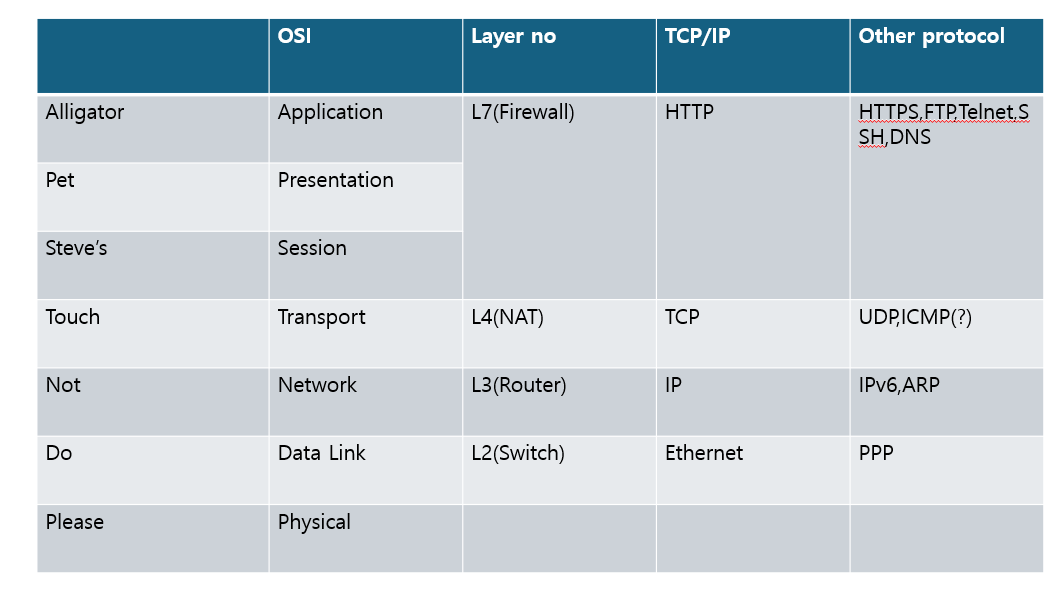 OSI Layer no TCP/IP Other protocol
Alligator Application L7(Firewall) HTTP HTTPS,FTP,Telnet,S
SH,DNS
Pet Presentation
Steve’s Session
Touch Transport L4(NAT) TCP UDP,ICMP(?)
Not Network L3(Router) IP IPv6,ARP
Do Data Link L2(Switch) Ethernet PPP
Please Physical